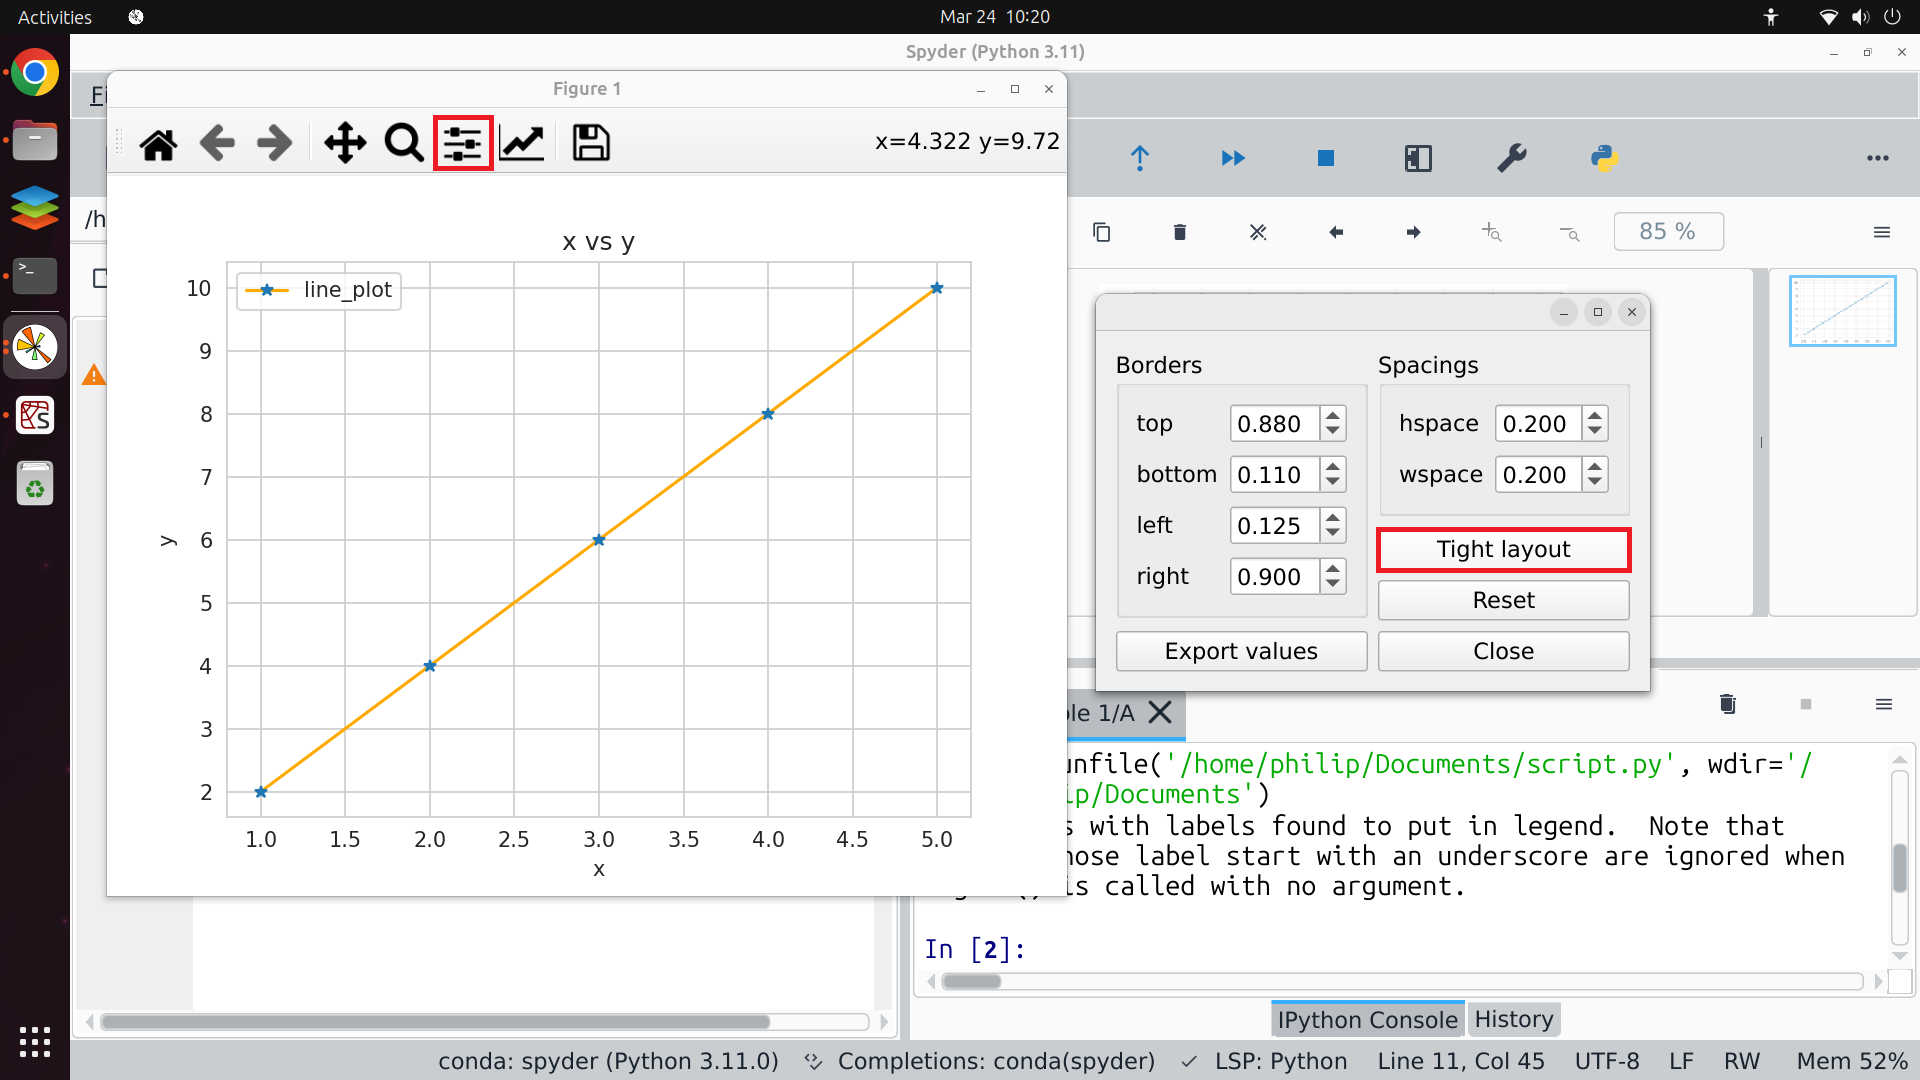 Activities
Mar 24 10:20
Spyder (Python 3.11)
Fi
Figure 1
x=4.322 y=9.72
/h
85 %
x vs y
line_plot
10
9
8
7
6
5
4
3
2
y
1.0 1.5 2.0 2.5 3.0 3.5 4.0 4.5 5.0
x
Borders
Spacings
top 0.880
hspace 0.200
bottom 0.110
wspace 0.200
left 0.125
Tight layout
right 0.900
Reset
Export values
Close
ole 1/A
unfile('/home/philip/Documents/script.py', wdir='/
ip/Documents')
s with labels found to put in legend.  Note that
hose label start with an underscore are ignored when
is called with no argument.
In [2]:
IPython Console
History
conda: spyder (Python 3.11.0)
Completions: conda(spyder)
LSP: Python
Line 11, Col 45
UTF-8
LF
RW
Mem 52%